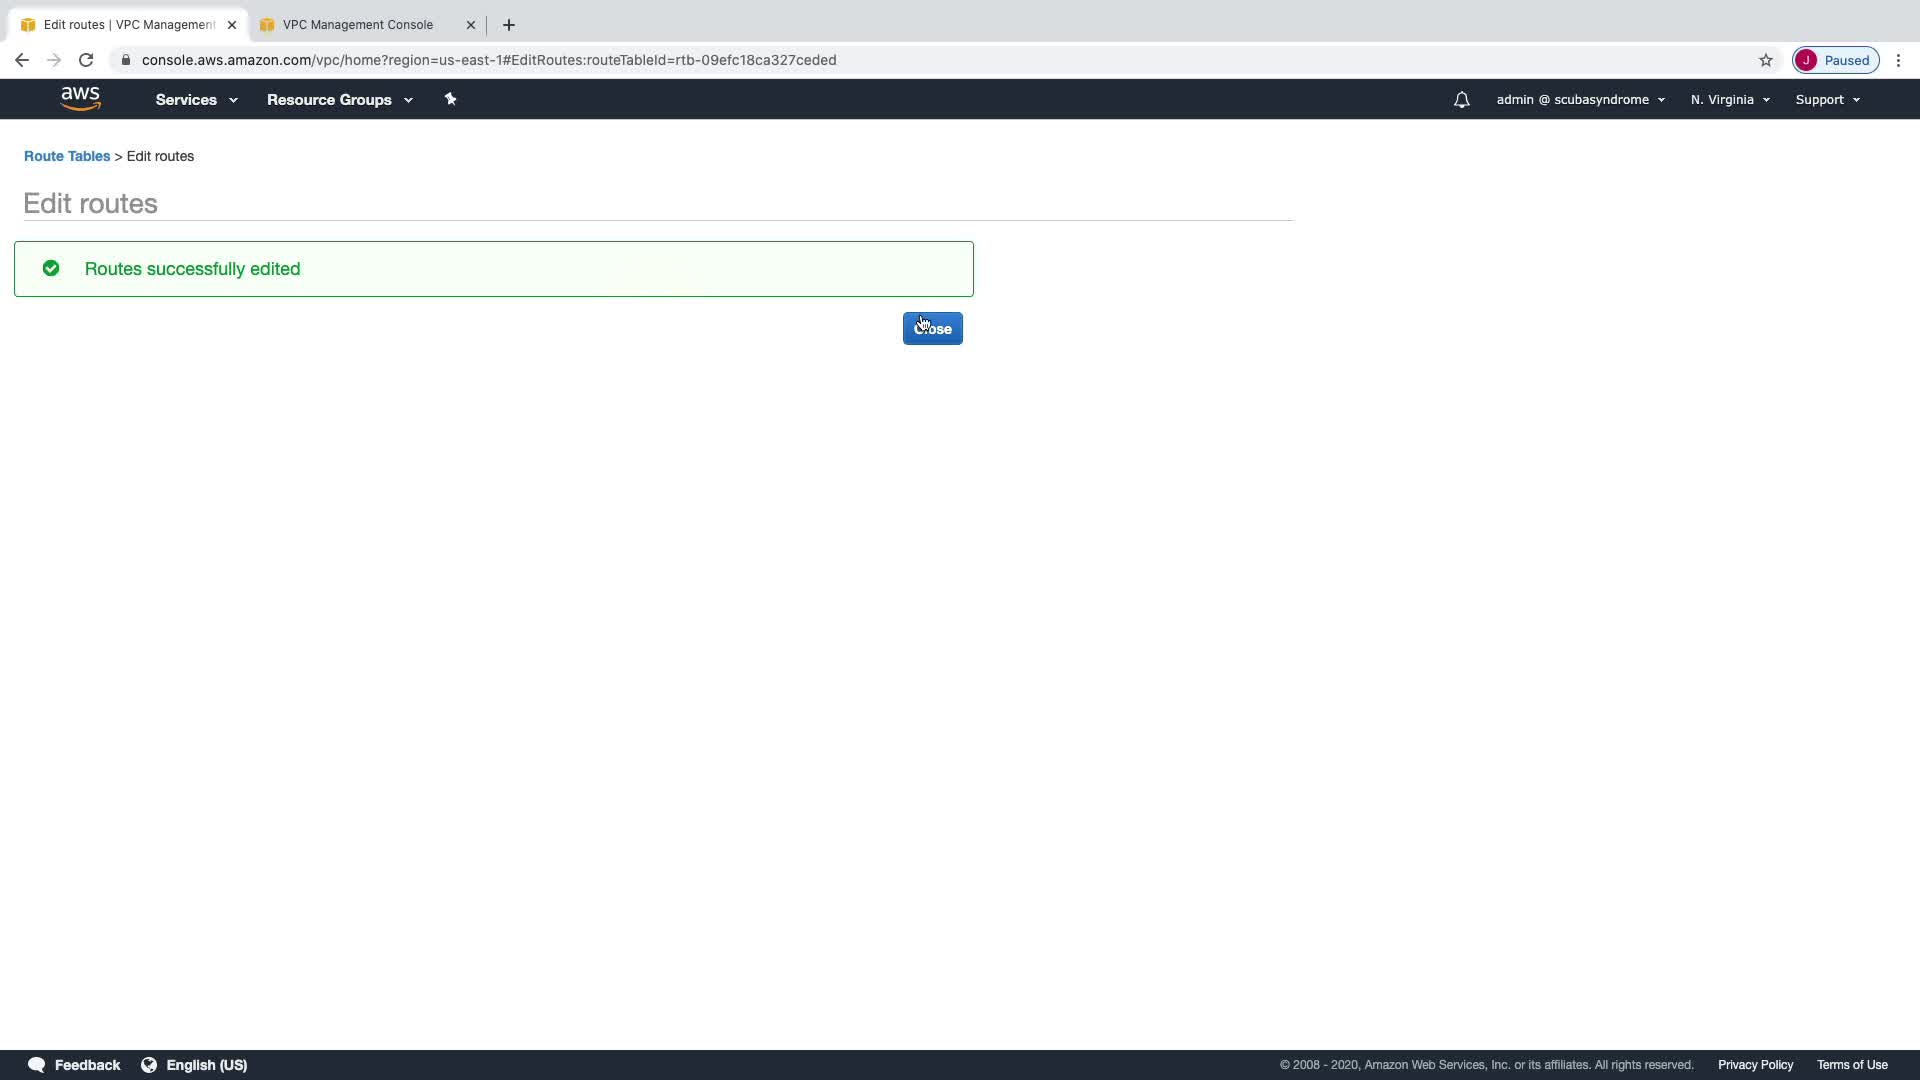 Edit routes | VPC Management
VPC Management Console
console.aws.amazon.com/vpc/home?region=us-east-1#EditRoutes:routeTableId=rtb-09efc18ca327ceded
J Paused
aws
Services
Resource Groups
admin @ scubasyndrome
N. Virginia
Support
Route Tables > Edit routes
Edit routes
Routes successfully edited
Close
Feedback
English (US)
© 2008 - 2020, Amazon Web Services, Inc. or its affiliates. All rights reserved.
Privacy Policy
Terms of Use